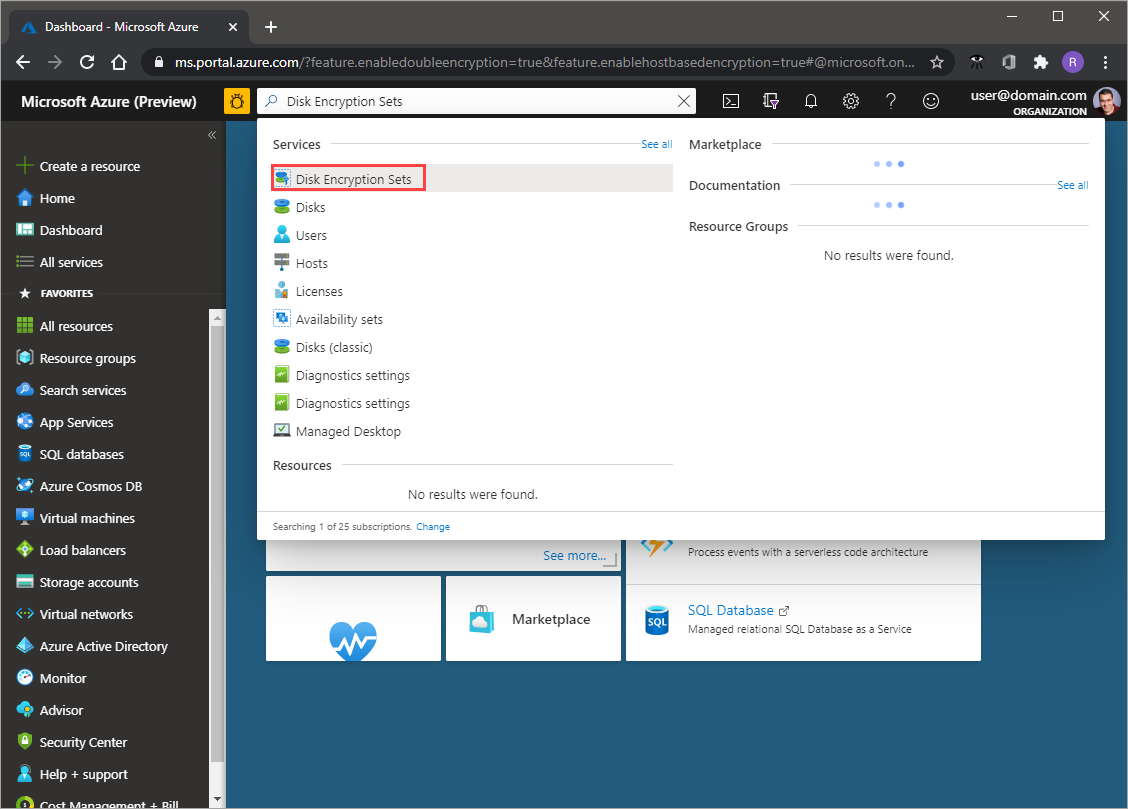 Dashboard - Microsoft Azure
ms.portal.azure.com/?feature.enabledoubleencryption=true&feature.enablehostbasedencryption=true#@microsoft.on...
R
Microsoft Azure (Preview)
Disk Encryption Sets
user@domain.com
ORGANIZATION
Create a resource
Home
Dashboard
All services
FAVORITES
All resources
Resource groups
Search services
App Services
SQL databases
Azure Cosmos DB
Virtual machines
Load balancers
Storage accounts
Virtual networks
Azure Active Directory
Monitor
Advisor
Security Center
Help + support
Cost Management + Bill
Services
See all
Disk Encryption Sets
Disks
Users
Hosts
Licenses
Availability sets
Disks (classic)
Diagnostics settings
Diagnostics settings
Managed Desktop
Resources
No results were found.
Marketplace
Documentation
See all
Resource Groups
No results were found.
Searching 1 of 25 subscriptions. Change
See more...
Process events with a serverless code architecture
Marketplace
SQL
SQL Database
Managed relational SQL Database as a Service